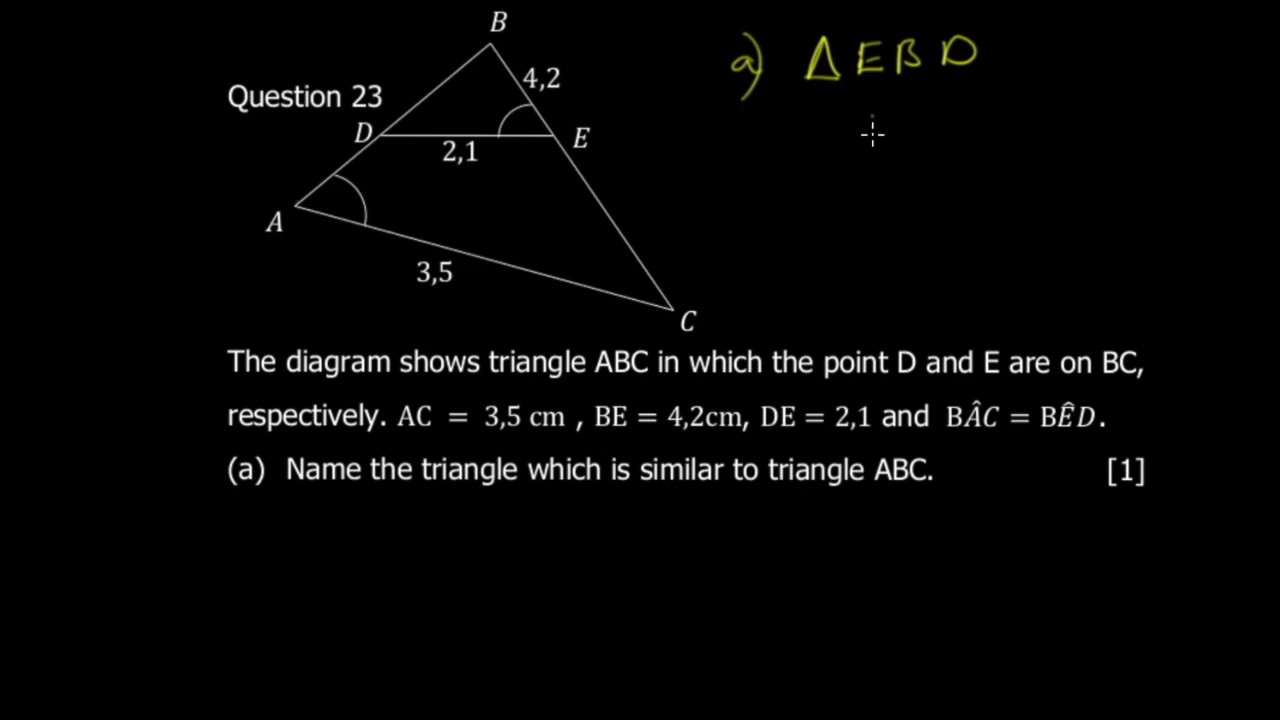 B
a) Δ E B D
4,2
Question 23
D
E
2,1
A
3,5
C
The diagram shows triangle ABC in which the point D and E are on BC,
respectively. AC = 3,5 cm , BE = 4,2cm, DE = 2,1 and BÂC = BÊD.
(a) Name the triangle which is similar to triangle ABC. [1]